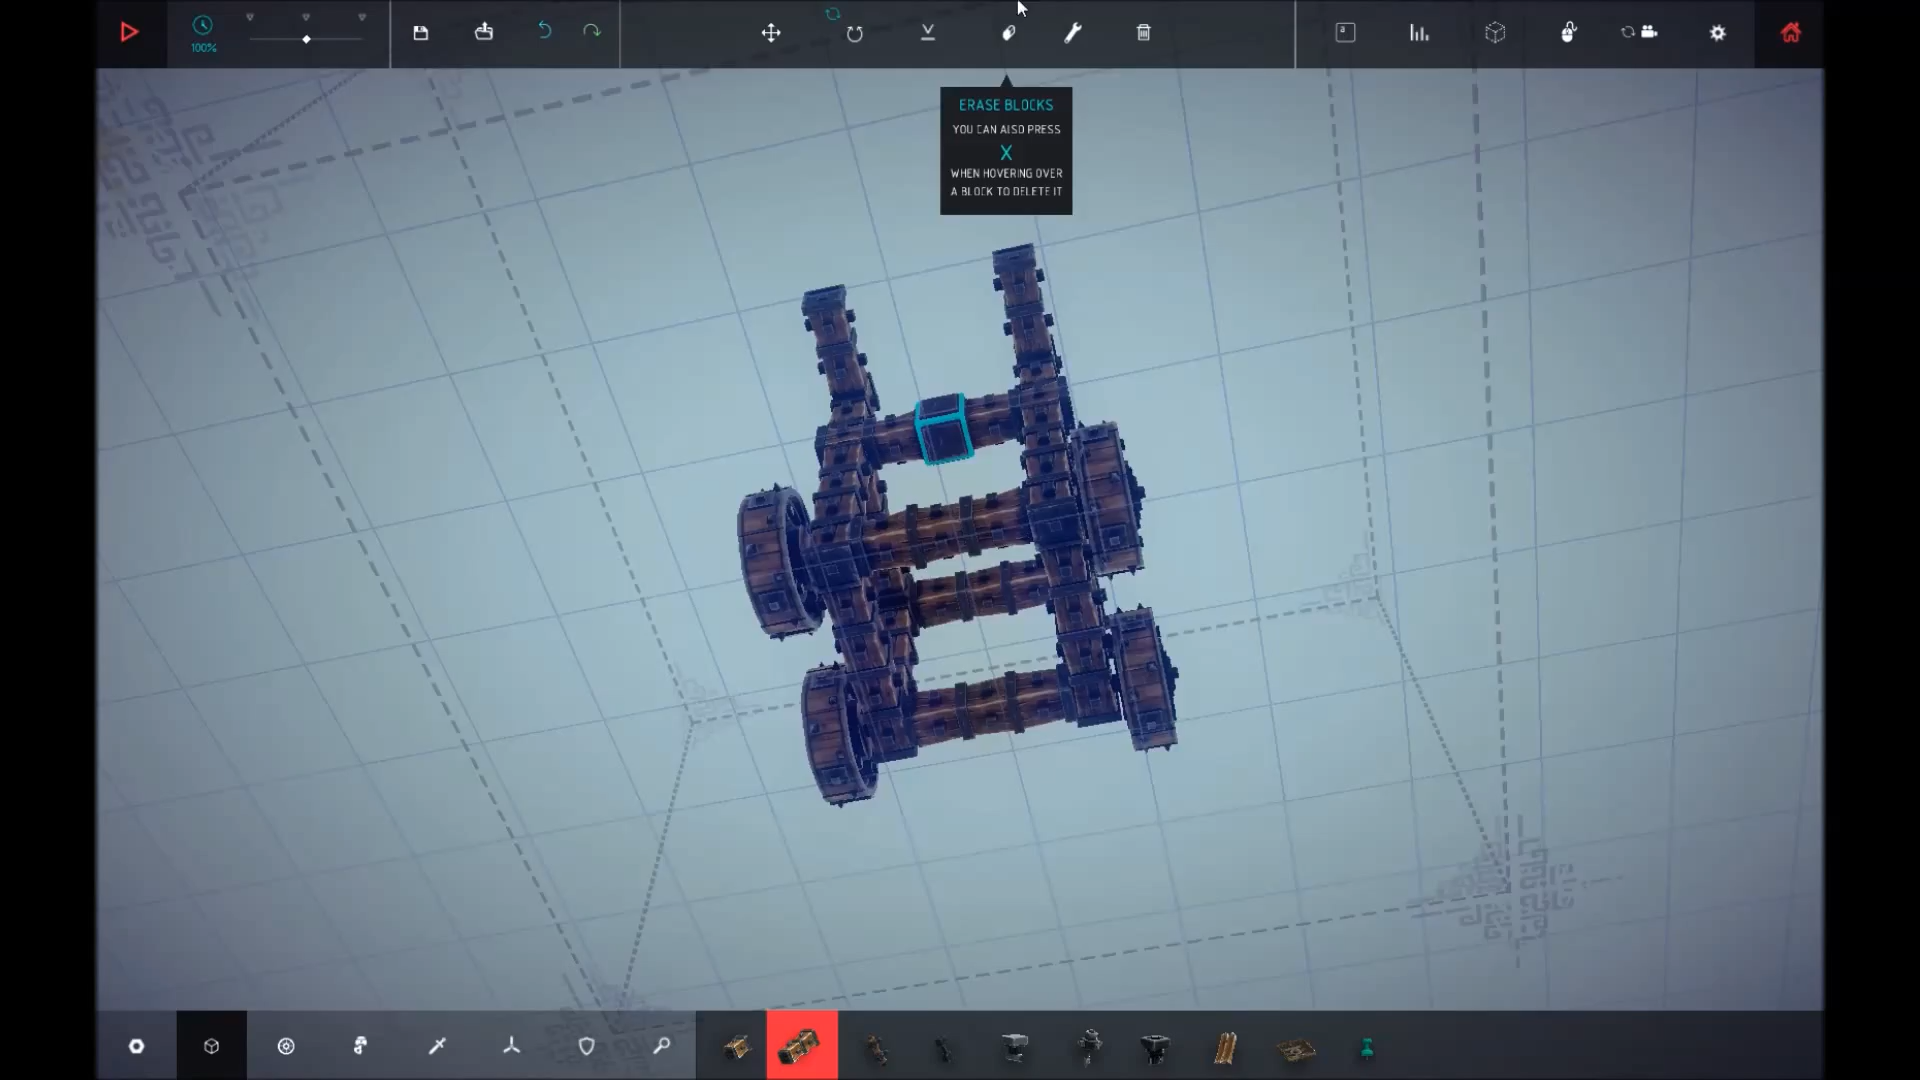 100%
ERASE BLOCKS
YOU CAN ALSO PRESS
X
WHEN HOVERING OVER
A BLOCK TO DELETE IT